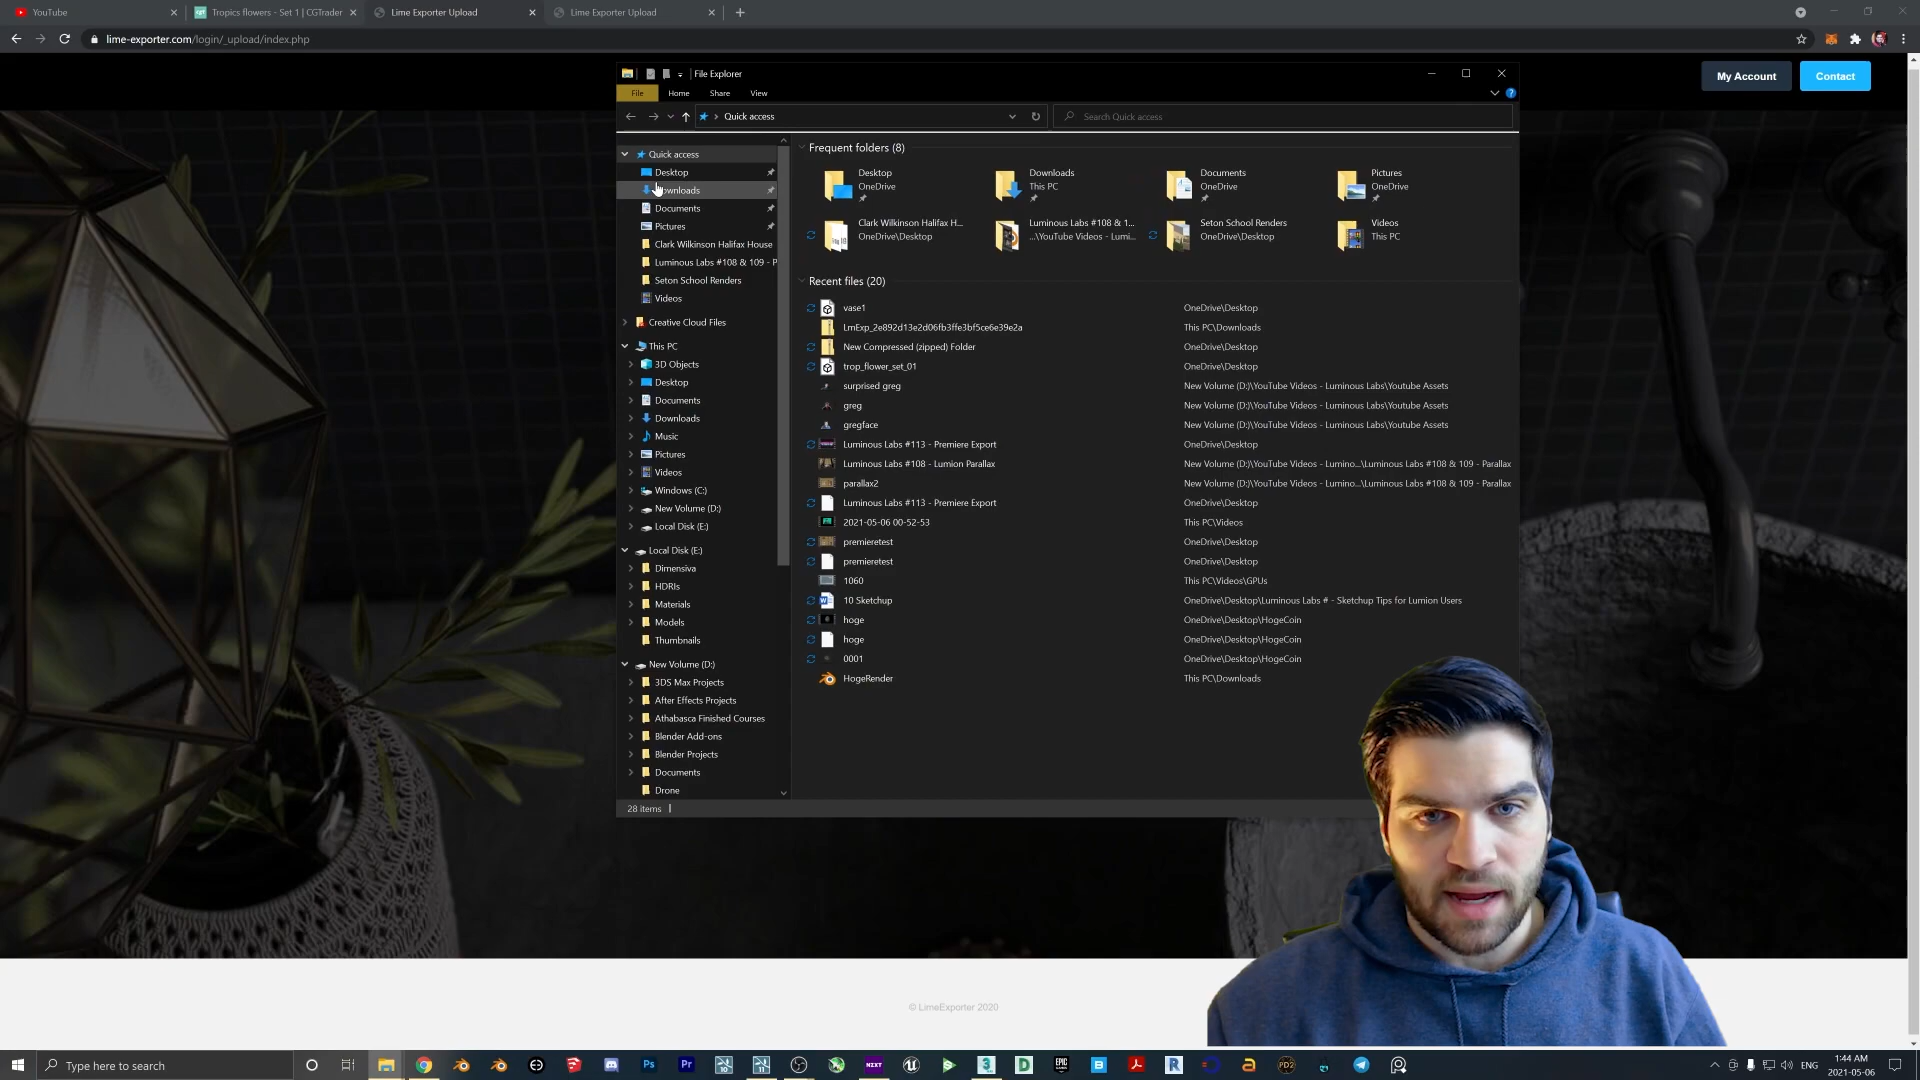 YouTube
Tropics flowers - Set 1 | CGTrader
Lime Exporter Upload
Lime Exporter Upload
lime-exporter.com/login/_upload/index.php
My Account
Contact
File Explorer
File
Home
Share
View
Quick access
Search Quick access
Quick access
Desktop
Downloads
Documents
Pictures
Clark Wilkinson Halifax House
Luminous Labs #108 & 109 - P
Seton School Renders
Videos
Creative Cloud Files
This PC
3D Objects
Desktop
Documents
Downloads
Music
Pictures
Videos
Windows (C:)
New Volume (D:)
Local Disk (E:)
Local Disk (E:)
Dimensiva
HDRIs
Materials
Models
Thumbnails
New Volume (D:)
3DS Max Projects
After Effects Projects
Athabasca Finished Courses
Blender Add-ons
Blender Projects
Documents
Drone
28 items
Frequent folders (8)
Desktop
OneDrive
Downloads
This PC
Documents
OneDrive
Pictures
OneDrive
Clark Wilkinson Halifax H...
OneDrive\Desktop
Luminous Labs #108 & 1...
...\YouTube Videos - Lumi...
Seton School Renders
OneDrive\Desktop
Videos
This PC
Recent files (20)
vase1 OneDrive\Desktop
LmExp_2e892d13e2d06fb3ffe3bf5ce6e39e2a This PC\Downloads
New Compressed (zipped) Folder OneDrive\Desktop
trop_flower_set_01 OneDrive\Desktop
surprised greg New Volume (D:)\YouTube Videos - Luminous Labs\Youtube Assets
greg New Volume (D:)\YouTube Videos - Luminous Labs\Youtube Assets
gregface New Volume (D:)\YouTube Videos - Luminous Labs\Youtube Assets
Luminous Labs #113 - Premiere Export OneDrive\Desktop
Luminous Labs #108 - Lumion Parallax New Volume (D:)\YouTube Videos - Lumino...\Luminous Labs #108 & 109 - Parallax
parallax2 New Volume (D:)\YouTube Videos - Lumino...\Luminous Labs #108 & 109 - Parallax
Luminous Labs #113 - Premiere Export OneDrive\Desktop
2021-05-06 00-52-53 This PC\Videos
premieretest OneDrive\Desktop
premieretest OneDrive\Desktop
1060 This PC\Videos\GPUs
10 Sketchup OneDrive\Desktop\Luminous Labs # - Sketchup Tips for Lumion Users
hoge OneDrive\Desktop\HogeCoin
hoge OneDrive\Desktop\HogeCoin
0001 OneDrive\Desktop\HogeCoin
HogeRender This PC\Downloads
© LimeExporter 2020
Type here to search
Ps
Pr
10
11
NZXT
3
D
EPIC
B
R
a
PD2
ENG
1:44 AM
2021-05-06